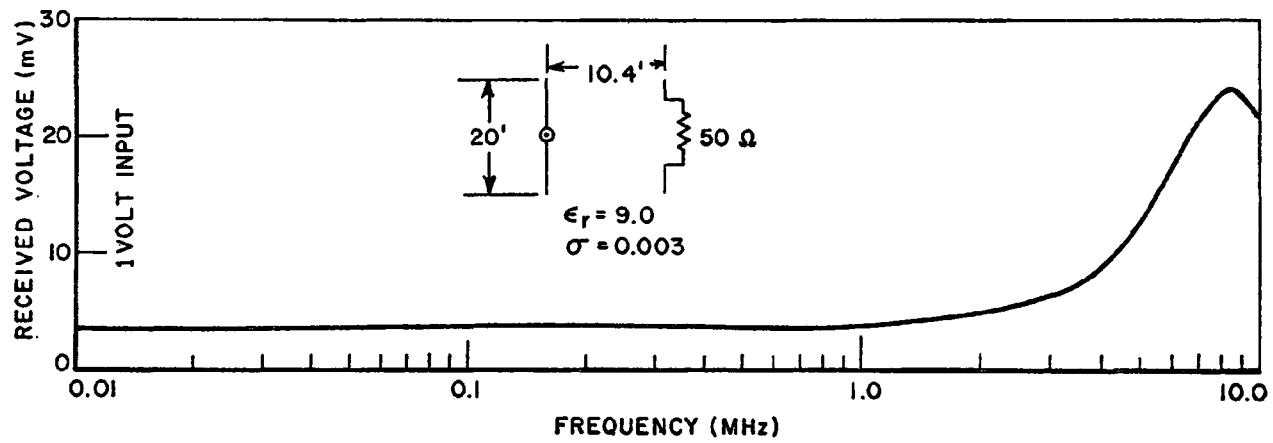 RECEIVED VOLTAGE (mV)
30
20
10
0
1 VOLT INPUT
10.4'
20'
50 Ω
ϵr = 9.0
σ = 0.003
0.01
0.1
1.0
10.0
FREQUENCY (MHz)